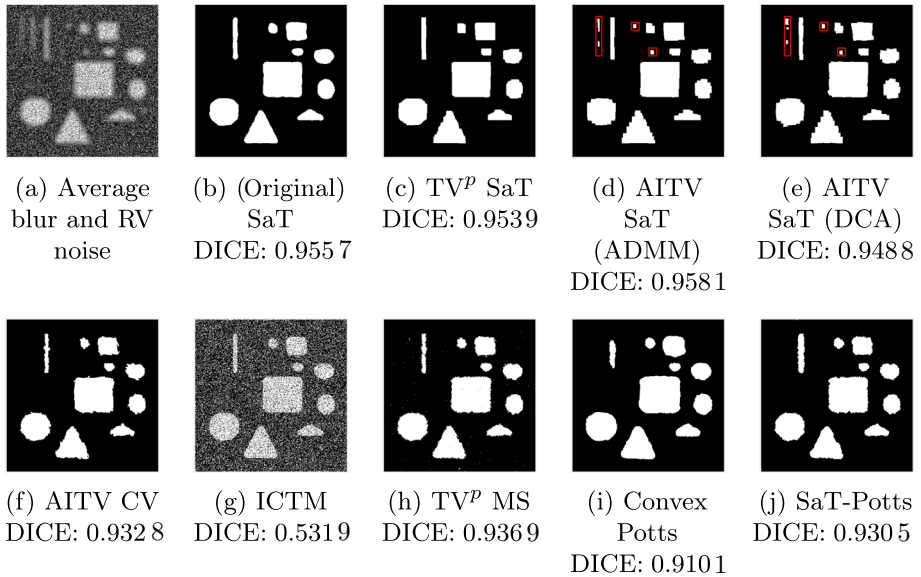 (a) Average
blur and RV
noise
(b) (Original)
SaT
DICE: 0.9557
(c) TVᵖ SaT
DICE: 0.9539
(d) AITV
SaT
(ADMM)
DICE: 0.9581
(e) AITV
SaT (DCA)
DICE: 0.9488
(f) AITV CV
DICE: 0.9328
(g) ICTM
DICE: 0.5319
(h) TVᵖ MS
DICE: 0.9369
(i) Convex
Potts
DICE: 0.9101
(j) SaT-Potts
DICE: 0.9305